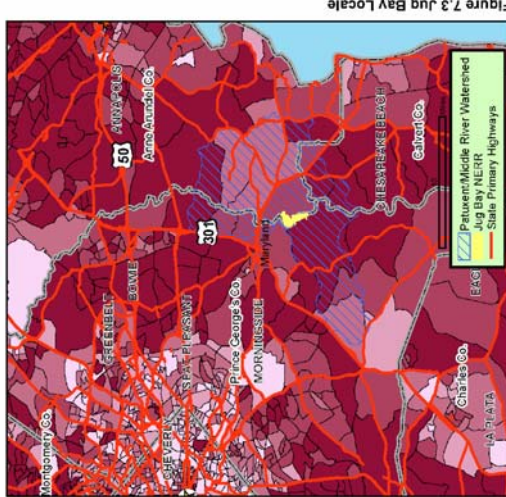 Montgomery Co.
GREENBELT
BOWIE
ANNAPOLIS
50
Anne Arundel Co.
CHEVERLY
SEAT PLEASANT
301
Prince George's Co.
MORNINGSIDE
Maryland
CHESAPEAKE BEACH
Calvert Co.
Charles Co.
LA PLATA
Patuxent/Middle River Watershed
Jug Bay NERR
State Primary Highways
Figure 7.3 Jug Bay Locale